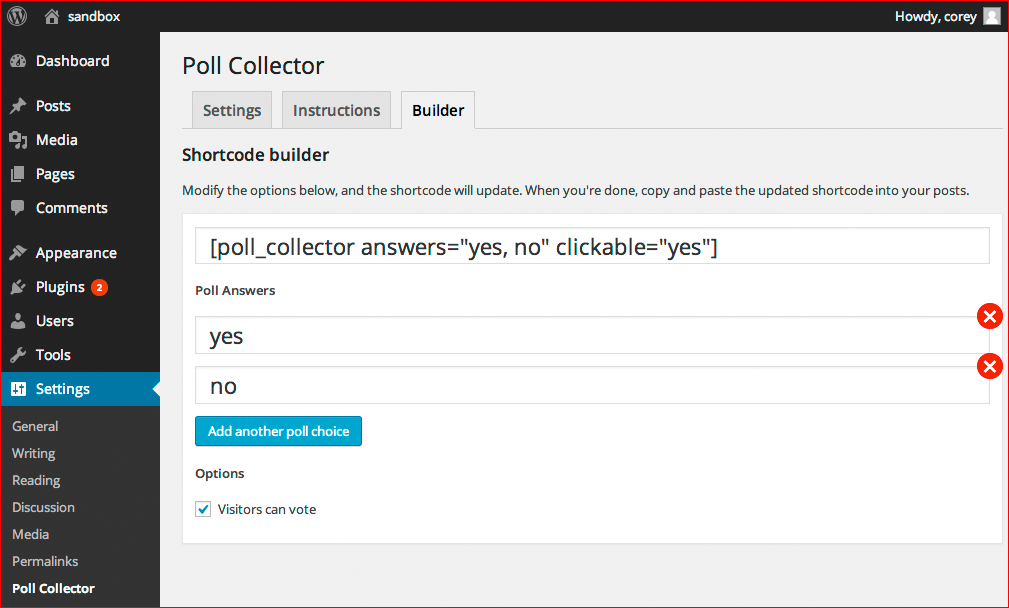 sandbox
Howdy, corey
Dashboard
Posts
Media
Pages
Comments
Appearance
Plugins 2
Users
Tools
Settings
General
Writing
Reading
Discussion
Media
Permalinks
Poll Collector
Poll Collector
Settings
Instructions
Builder
Shortcode builder
Modify the options below, and the shortcode will update. When you're done, copy and paste the updated shortcode into your posts.
[poll_collector answers="yes, no" clickable="yes"]
Poll Answers
yes
no
Add another poll choice
Options
Visitors can vote